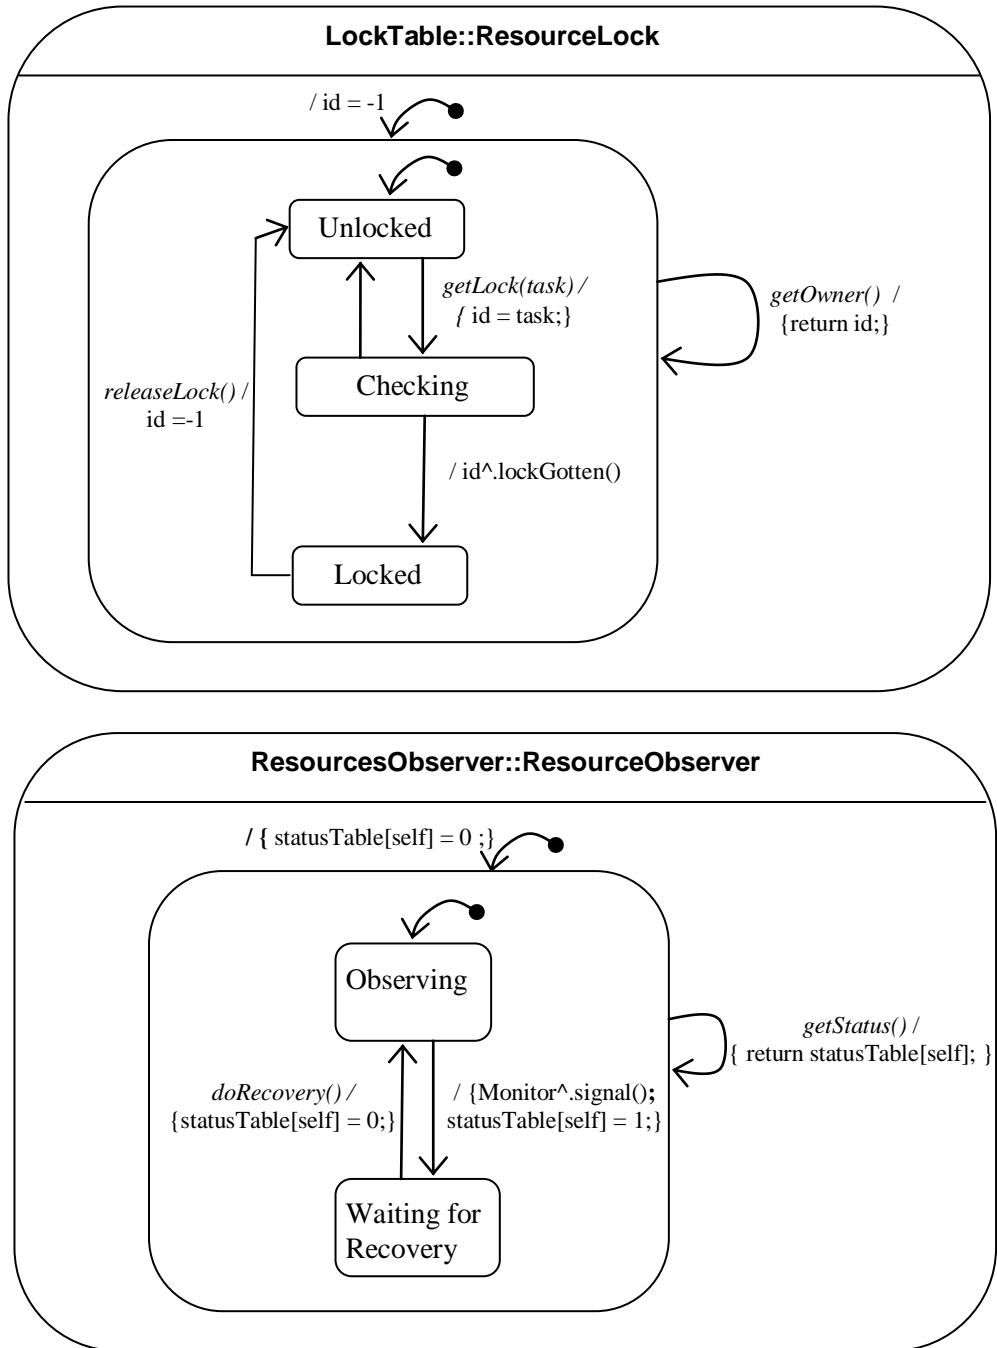 LockTable::ResourceLock
/ id = -1
Unlocked
getLock(task) /
{ id = task;}
getOwner() /
{return id;}
Checking
releaseLock() /
id =-1
/ id^.lockGotten()
Locked
ResourcesObserver::ResourceObserver
/ { statusTable[self] = 0 ;}
Observing
getStatus() /
{ return statusTable[self]; }
doRecovery() /
{statusTable[self] = 0;}
/ {Monitor^.signal();
statusTable[self] = 1;}
Waiting for
Recovery